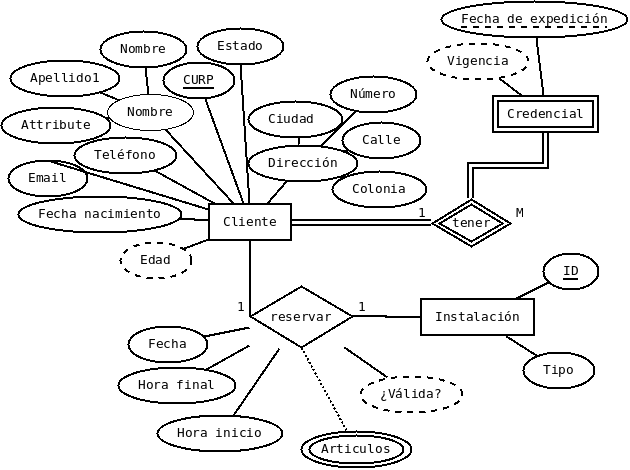 Fecha de expedición
Nombre
Estado
Vigencia
Apellido1
CURP
Número
Nombre
Ciudad
Credencial
Attribute
Calle
Teléfono
Dirección
Email
Colonia
Fecha nacimiento
Cliente
1
tener
M
Edad
ID
1
reservar
1
Instalación
Fecha
Tipo
Hora final
¿Válida?
Hora inicio
Articulos